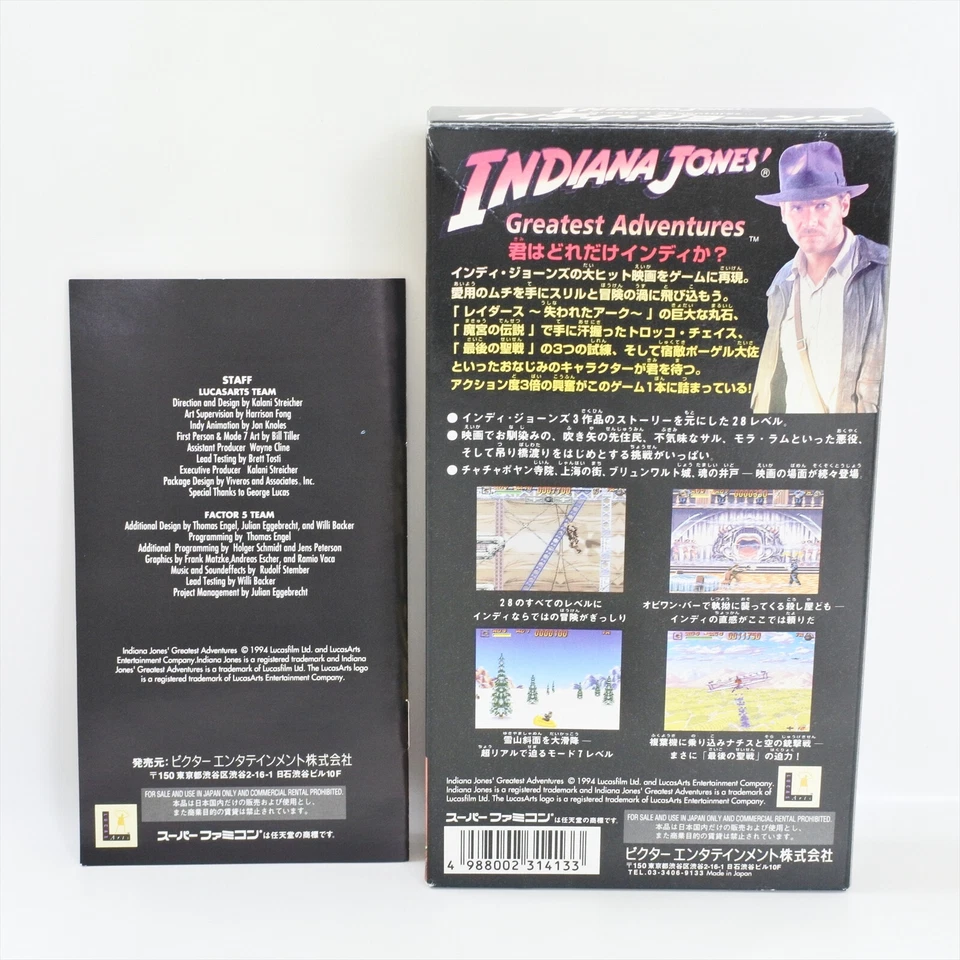 STAFF
LUCASARTS TEAM
Direction and Design by Kalani Streicher
Art Supervision by Harrison Fong
Indy Animation by Jon Knoles
First Person & Mode 7 Art by Bill Tiller
Assistant Producer Wayne Cline
Lead Testing by Brett Tosti
Executive Producer Kalani Streicher
Package Design by Viveros and Associates, Inc.
Special Thanks to George Lucas
FACTOR 5 TEAM
Additional Design by Thomas Engel, Julian Eggebrecht, and Willi Backer
Programming by Thomas Engel
Additional Programming by Holger Schmidt and Jens Peterson
Graphics by Frank Matzke,Andreas Escher, and Ramio Vaca
Music and Soundeffects by Rudolf Stember
Lead Testing by Willi Backer
Project Management by Julian Eggebrecht
Indiana Jones' Greatest Adventures © 1994 Lucasfilm Ltd. and LucasArts
Entertainment Company.Indiana Jones is a registered trademark and Indiana
Jones' Greatest Adventures is a trademark of Lucasfilm Ltd. The LucasArts logo
is a registered trademark of LucasArts Entertainment Company.
発売元: ビクター エンタテインメント株式会社
〒150 東京都渋谷区渋谷2-16-1 日石渋谷ビル10F
FOR SALE AND USE IN JAPAN ONLY AND COMMERCIAL RENTAL PROHIBITED.
本品は日本国内だけの販売および使用とし、
また商業目的の賃貸は禁止されています。
スーパーファミコン®は任天堂の商標です.
INDIANA JONES'®
Greatest Adventures™
君はどれだけインディか？
インディ・ジョーンズの大ヒット映画をゲームに再現。
愛用のムチを手にスリルと冒険の渦に飛び込もう。
「レイダース～失われたアーク～」の巨大な丸石、
「魔宮の伝説」で手に汗握ったトロッコ・チェイス、
「最後の聖戦」の3つの試練、そして宿敵ボーゲル大佐
といったおなじみのキャラクターが君を待つ。
アクション度3倍の興奮がこのゲーム1本に詰まっている!
● インディ・ジョーンズ3作品のストーリーを元にした28レベル。
● 映画でお馴染みの、吹き矢の先住民、不気味なサル、モラ・ラムといった悪役、
そして吊り橋渡りをはじめとする挑戦がいっぱい。
● チャチャポヤン寺院、上海の街、ブリュンワルト城、魂の井戸—映画の場面が続々登場.
28のすべてのレベルに
インディならではの冒険がぎっしり
オビワン・バーで執拗に襲ってくる殺し屋ども—
インディの直感がここでは頼りだ
雪山斜面を大滑降—
超リアルで迫るモード7レベル
複葉機に乗り込みナチスと空の銃撃戦—
まさに「最後の聖戦」の迫力!
Indiana Jones' Greatest Adventures © 1994 Lucasfilm Ltd. and LucasArts Entertainment Company.
Indiana Jones is a registered trademark and Indiana Jones' Greatest Adventures is a trademark of
Lucasfilm Ltd. The LucasArts logo is a registered trademark of LucasArts Entertainment Company.
スーパーファミコン®は任天堂の商標です.
FOR SALE AND USE IN JAPAN ONLY AND COMMERCIAL RENTAL PROHIBITED.
本品は日本国内だけの販売および使用とし、
また商業目的の賃貸は禁止されています。
ビクター エンタテインメント株式会社
〒150 東京都渋谷区渋谷2-16-1 日石渋谷ビル10F
TEL.03-3406-9133 Made in Japan
4 988002 314133